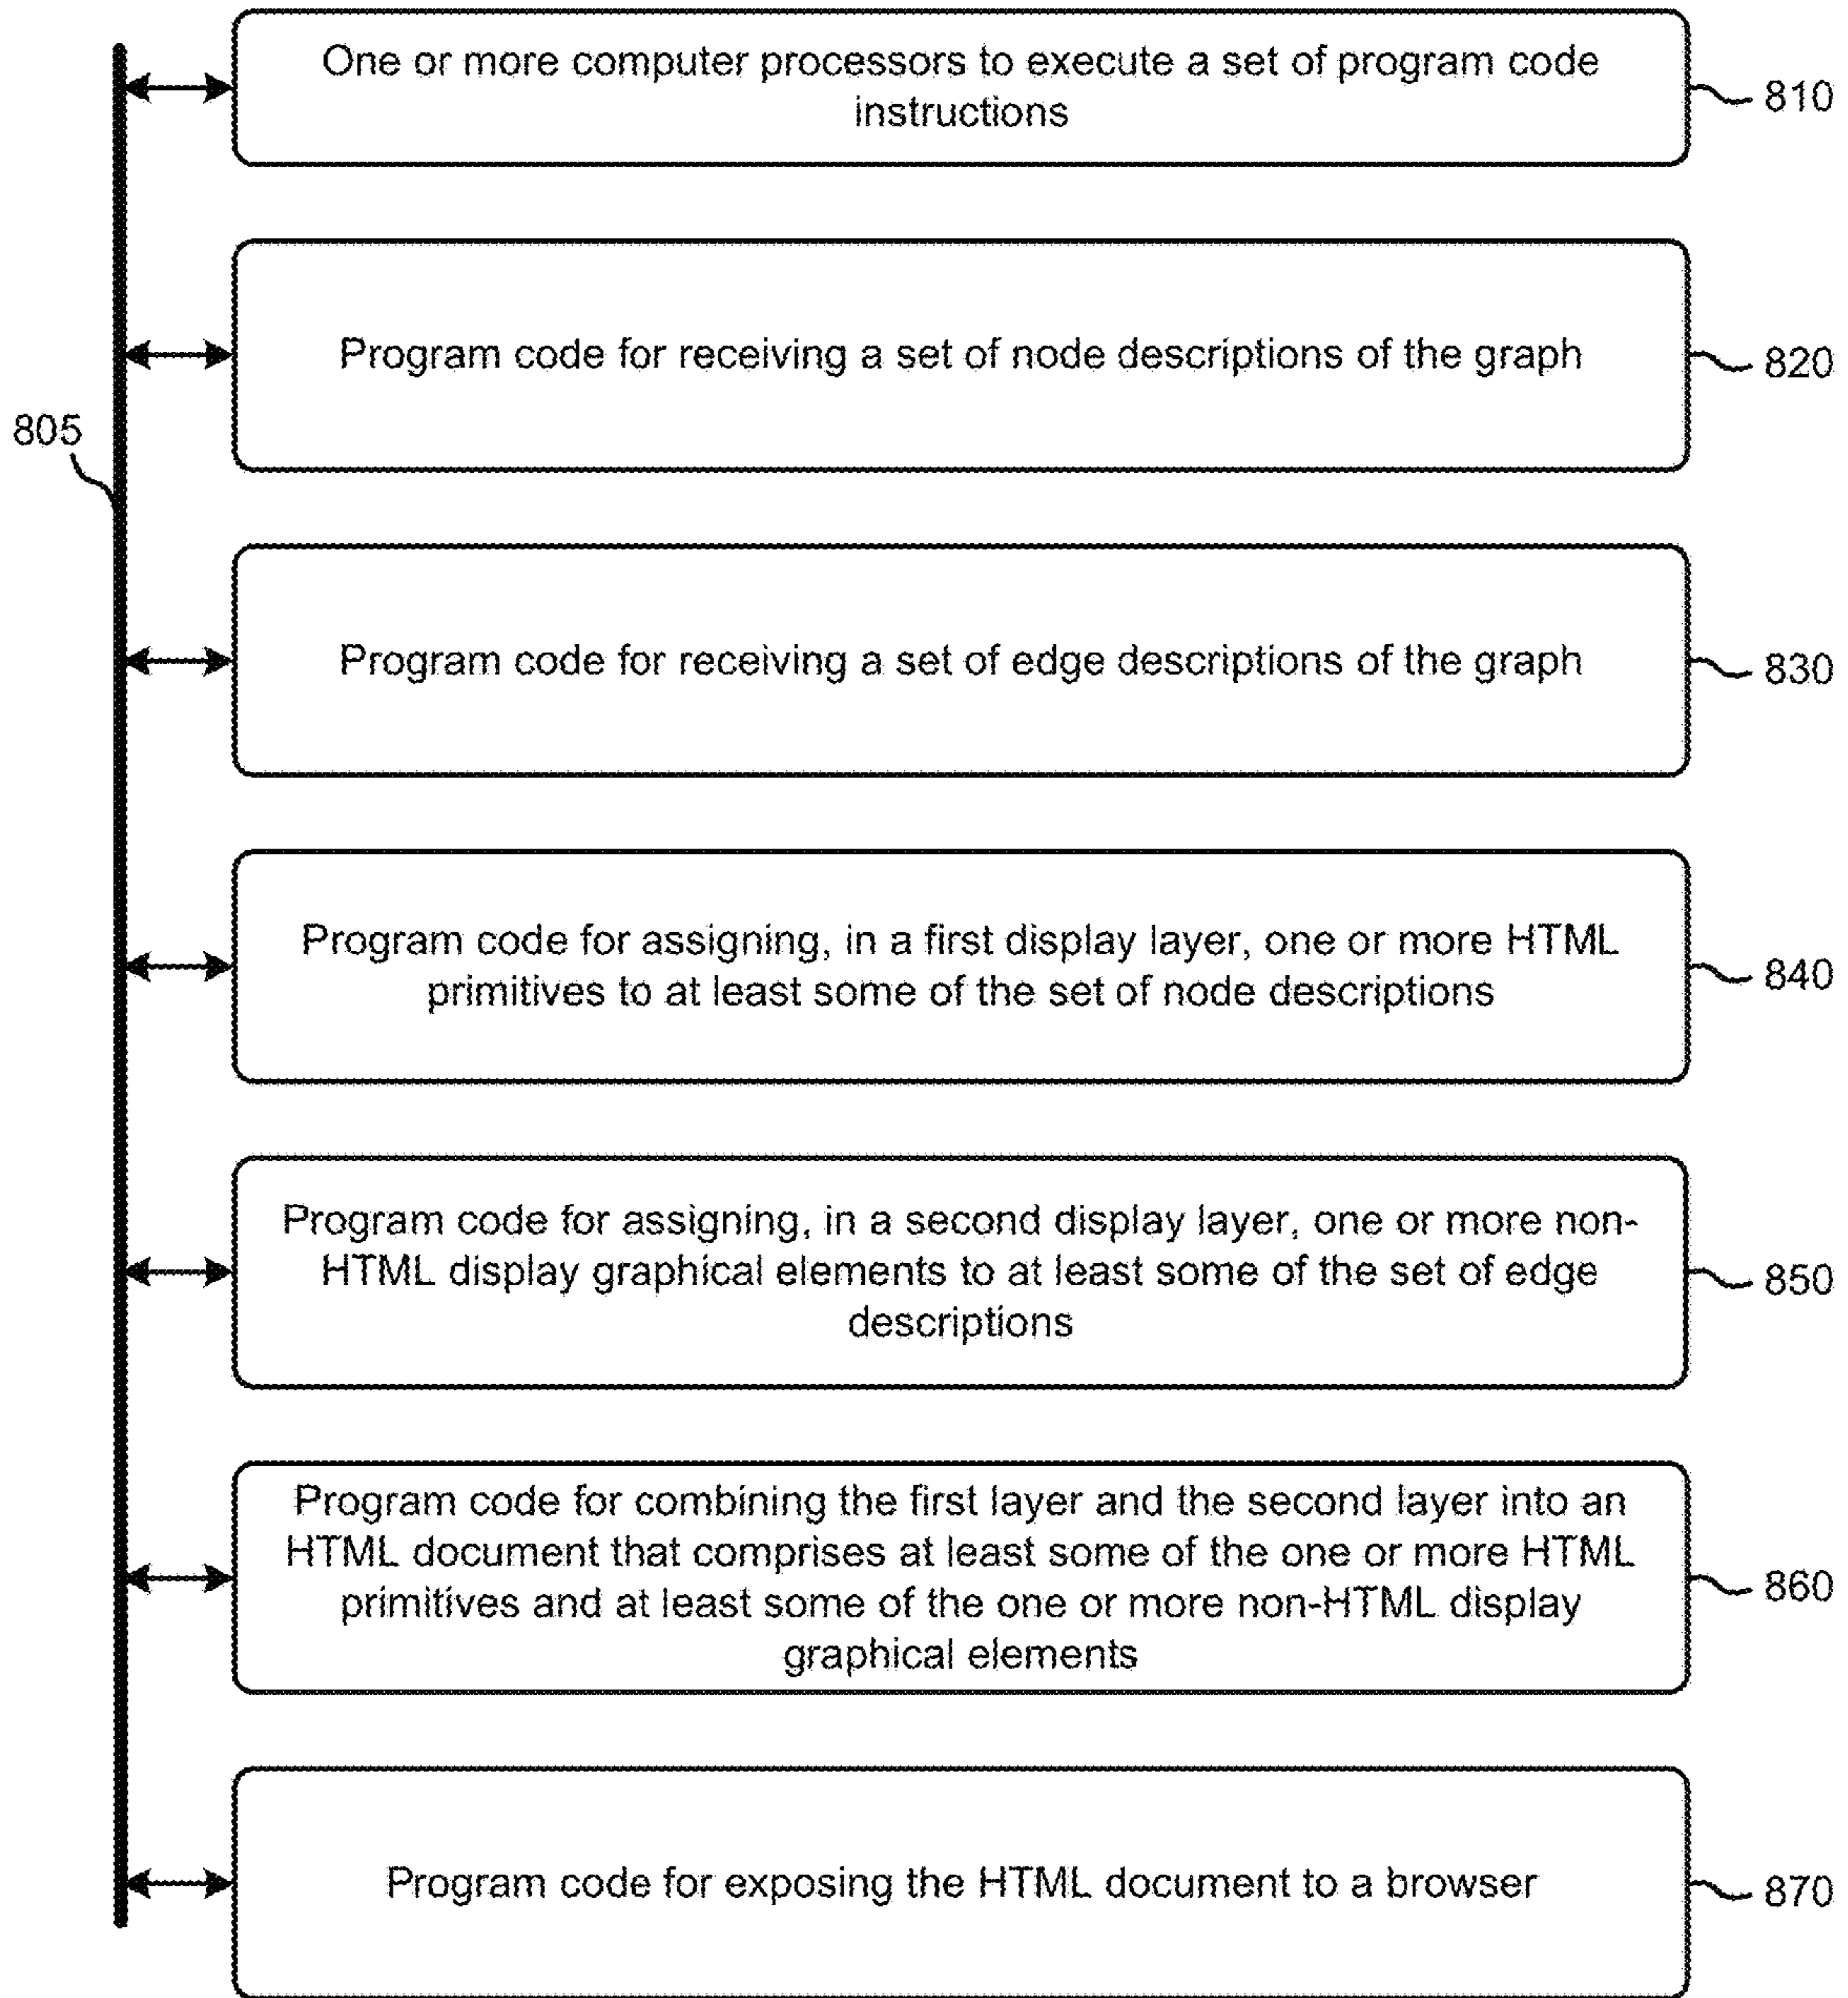 One or more computer processors to execute a set of program code
instructions
810
Program code for receiving a set of node descriptions of the graph
820
805
Program code for receiving a set of edge descriptions of the graph
830
Program code for assigning, in a first display layer, one or more HTML
primitives to at least some of the set of node descriptions
840
Program code for assigning, in a second display layer, one or more non-
HTML display graphical elements to at least some of the set of edge
descriptions
850
Program code for combining the first layer and the second layer into an
HTML document that comprises at least some of the one or more HTML
primitives and at least some of the one or more non-HTML display
graphical elements
860
Program code for exposing the HTML document to a browser
870